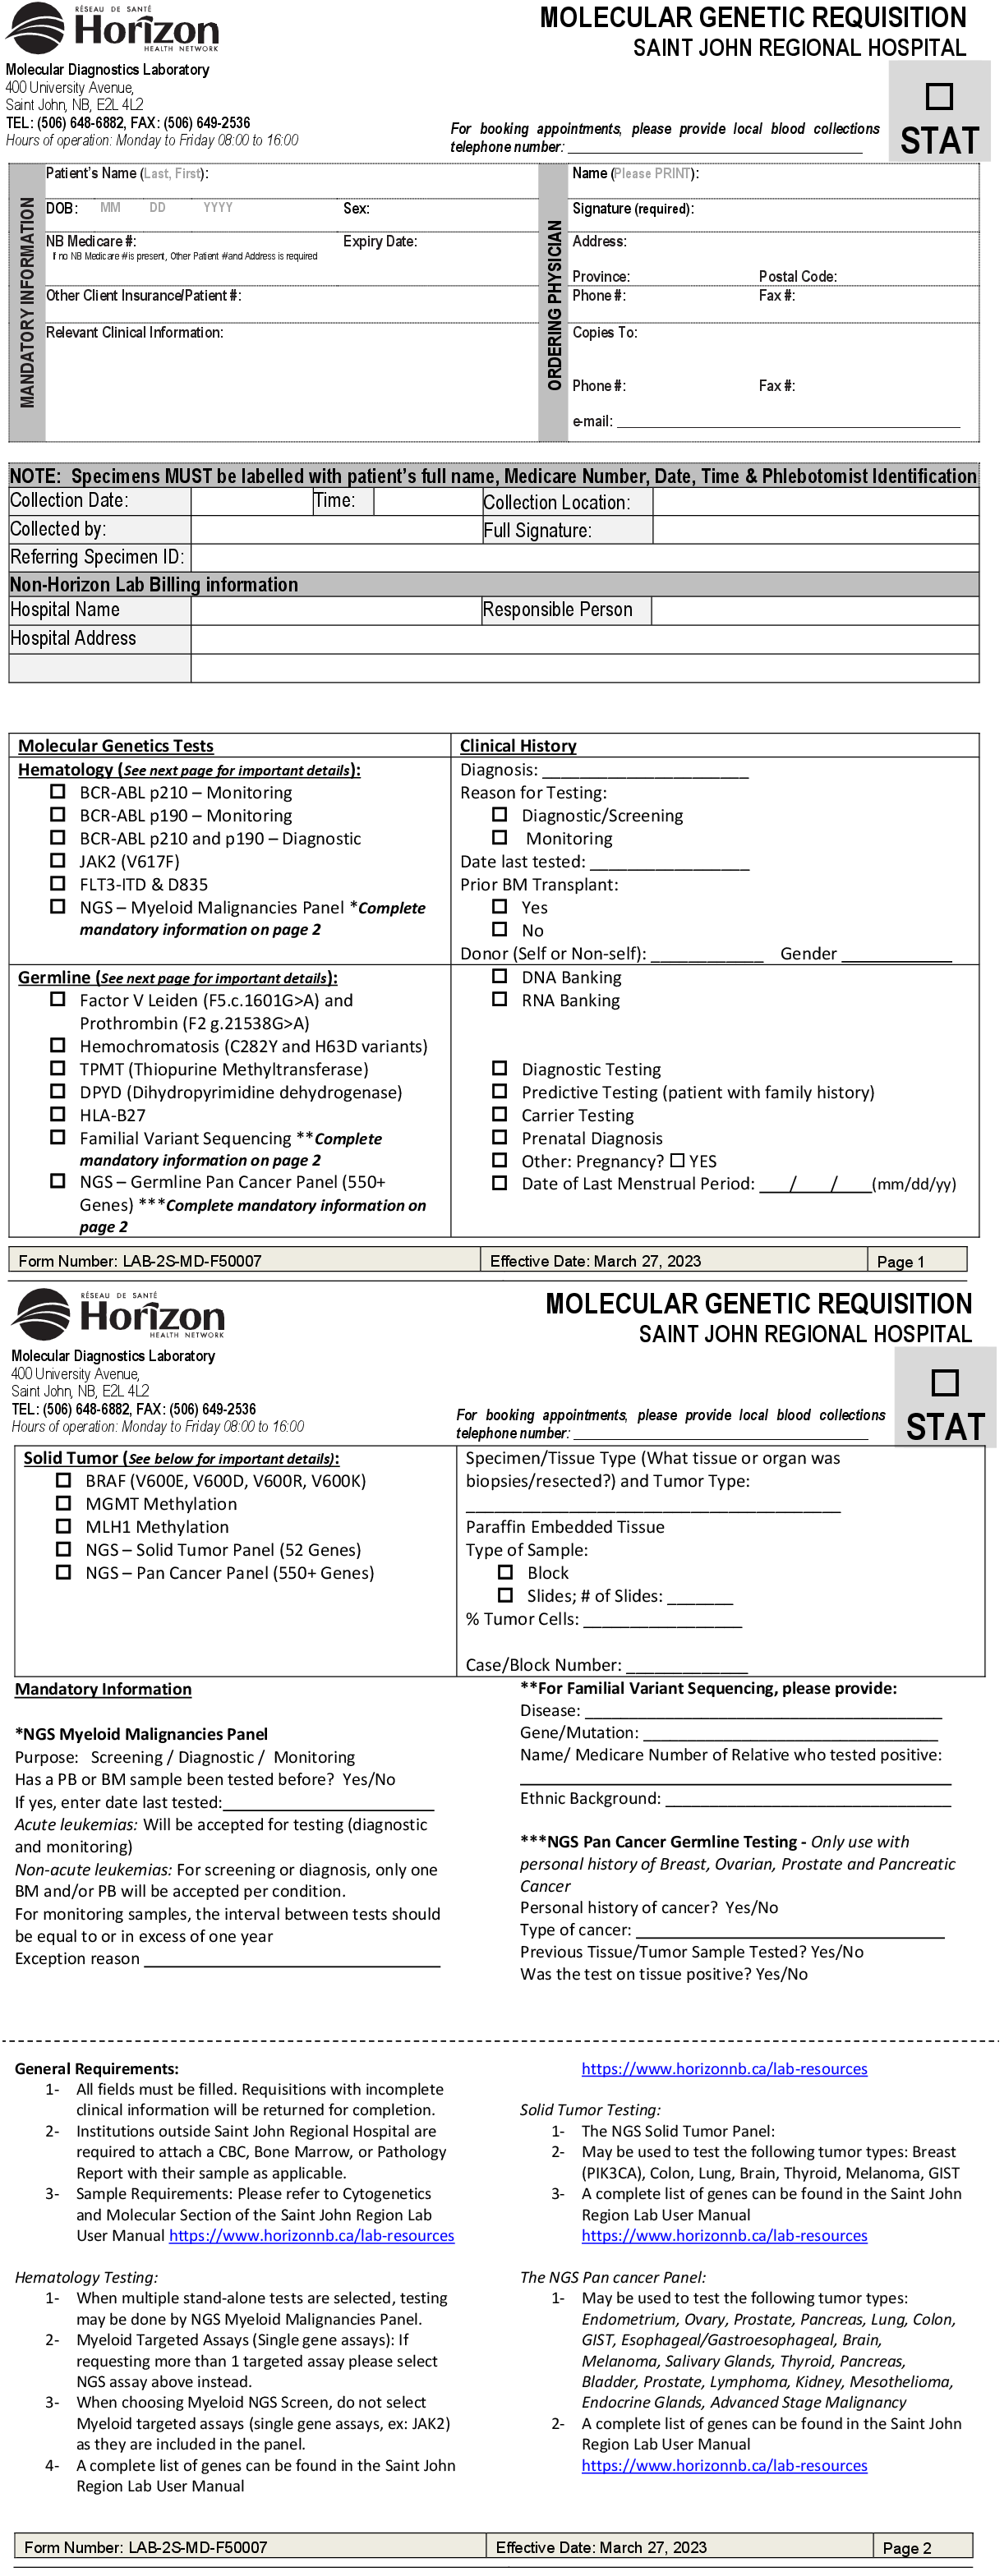 RÉSEAU DE SANTÉ
Horizon
HEALTH NETWORK
MOLECULAR GENETIC REQUISITION
SAINT JOHN REGIONAL HOSPITAL
Molecular Diagnostics Laboratory
400 University Avenue,
Saint John, NB, E2L 4L2
TEL: (506) 648-6882, FAX: (506) 649-2536
Hours of operation: Monday to Friday 08:00 to 16:00
For booking appointments, please provide local blood collections
telephone number: ____________________
☐
STAT
MANDATORY INFORMATION
Patient's Name (Last, First):
DOB: MM DD YYYY Sex:
NB Medicare #: Expiry Date:
If no NB Medicare # is present, Other Patient # and Address is required
Other Client Insurance/Patient #:
Relevant Clinical Information:
ORDERING PHYSICIAN
Name (Please PRINT):
Signature (required):
Address:
Province: Postal Code:
Phone #: Fax #:
Copies To:
Phone #: Fax #:
e-mail: ____________________
NOTE: Specimens MUST be labelled with patient's full name, Medicare Number, Date, Time & Phlebotomist Identification
Collection Date: Time: Collection Location:
Collected by: Full Signature:
Referring Specimen ID:
Non-Horizon Lab Billing information
Hospital Name Responsible Person
Hospital Address
Molecular Genetics Tests
Hematology (See next page for important details):
☐ BCR-ABL p210 – Monitoring
☐ BCR-ABL p190 – Monitoring
☐ BCR-ABL p210 and p190 – Diagnostic
☐ JAK2 (V617F)
☐ FLT3-ITD & D835
☐ NGS – Myeloid Malignancies Panel *Complete
mandatory information on page 2
Clinical History
Diagnosis: ____________________
Reason for Testing:
☐ Diagnostic/Screening
☐ Monitoring
Date last tested: ________________
Prior BM Transplant:
☐ Yes
☐ No
Donor (Self or Non-self): ____________ Gender ____________
Germline (See next page for important details):
☐ Factor V Leiden (F5.c.1601G>A) and
Prothrombin (F2 g.21538G>A)
☐ Hemochromatosis (C282Y and H63D variants)
☐ TPMT (Thiopurine Methyltransferase)
☐ DPYD (Dihydropyrimidine dehydrogenase)
☐ HLA-B27
☐ Familial Variant Sequencing **Complete
mandatory information on page 2
☐ NGS – Germline Pan Cancer Panel (550+
Genes) ***Complete mandatory information on
page 2
☐ DNA Banking
☐ RNA Banking
☐ Diagnostic Testing
☐ Predictive Testing (patient with family history)
☐ Carrier Testing
☐ Prenatal Diagnosis
☐ Other: Pregnancy? ☐ YES
☐ Date of Last Menstrual Period: ___/___/___(mm/dd/yy)
Form Number: LAB-2S-MD-F50007 Effective Date: March 27, 2023 Page 1
RÉSEAU DE SANTÉ
Horizon
HEALTH NETWORK
MOLECULAR GENETIC REQUISITION
SAINT JOHN REGIONAL HOSPITAL
Molecular Diagnostics Laboratory
400 University Avenue,
Saint John, NB, E2L 4L2
TEL: (506) 648-6882, FAX: (506) 649-2536
Hours of operation: Monday to Friday 08:00 to 16:00
For booking appointments, please provide local blood collections
telephone number: ____________________
☐
STAT
Solid Tumor (See below for important details):
☐ BRAF (V600E, V600D, V600R, V600K)
☐ MGMT Methylation
☐ MLH1 Methylation
☐ NGS – Solid Tumor Panel (52 Genes)
☐ NGS – Pan Cancer Panel (550+ Genes)
Specimen/Tissue Type (What tissue or organ was
biopsies/resected?) and Tumor Type:
________________________________________
Paraffin Embedded Tissue
Type of Sample:
☐ Block
☐ Slides; # of Slides: _______
% Tumor Cells: ________________
Case/Block Number: _____________
Mandatory Information
*NGS Myeloid Malignancies Panel
Purpose: Screening / Diagnostic / Monitoring
Has a PB or BM sample been tested before? Yes/No
If yes, enter date last tested:____________________
Acute leukemias: Will be accepted for testing (diagnostic
and monitoring)
Non-acute leukemias: For screening or diagnosis, only one
BM and/or PB will be accepted per condition.
For monitoring samples, the interval between tests should
be equal to or in excess of one year
Exception reason ____________________
**For Familial Variant Sequencing, please provide:
Disease: ____________________
Gene/Mutation: ____________________
Name/ Medicare Number of Relative who tested positive:
____________________
Ethnic Background: ____________________
***NGS Pan Cancer Germline Testing - Only use with
personal history of Breast, Ovarian, Prostate and Pancreatic
Cancer
Personal history of cancer? Yes/No
Type of cancer: ____________________
Previous Tissue/Tumor Sample Tested? Yes/No
Was the test on tissue positive? Yes/No
General Requirements:
1- All fields must be filled. Requisitions with incomplete
clinical information will be returned for completion.
2- Institutions outside Saint John Regional Hospital are
required to attach a CBC, Bone Marrow, or Pathology
Report with their sample as applicable.
3- Sample Requirements: Please refer to Cytogenetics
and Molecular Section of the Saint John Region Lab
User Manual https://www.horizonnb.ca/lab-resources
Hematology Testing:
1- When multiple stand-alone tests are selected, testing
may be done by NGS Myeloid Malignancies Panel.
2- Myeloid Targeted Assays (Single gene assays): If
requesting more than 1 targeted assay please select
NGS assay above instead.
3- When choosing Myeloid NGS Screen, do not select
Myeloid targeted assays (single gene assays, ex: JAK2)
as they are included in the panel.
4- A complete list of genes can be found in the Saint John
Region Lab User Manual
https://www.horizonnb.ca/lab-resources
Solid Tumor Testing:
1- The NGS Solid Tumor Panel:
2- May be used to test the following tumor types: Breast
(PIK3CA), Colon, Lung, Brain, Thyroid, Melanoma, GIST
3- A complete list of genes can be found in the Saint John
Region Lab User Manual
https://www.horizonnb.ca/lab-resources
The NGS Pan cancer Panel:
1- May be used to test the following tumor types:
Endometrium, Ovary, Prostate, Pancreas, Lung, Colon,
GIST, Esophageal/Gastroesophageal, Brain,
Melanoma, Salivary Glands, Thyroid, Pancreas,
Bladder, Prostate, Lymphoma, Kidney, Mesothelioma,
Endocrine Glands, Advanced Stage Malignancy
2- A complete list of genes can be found in the Saint John
Region Lab User Manual
https://www.horizonnb.ca/lab-resources
Form Number: LAB-2S-MD-F50007 Effective Date: March 27, 2023 Page 2